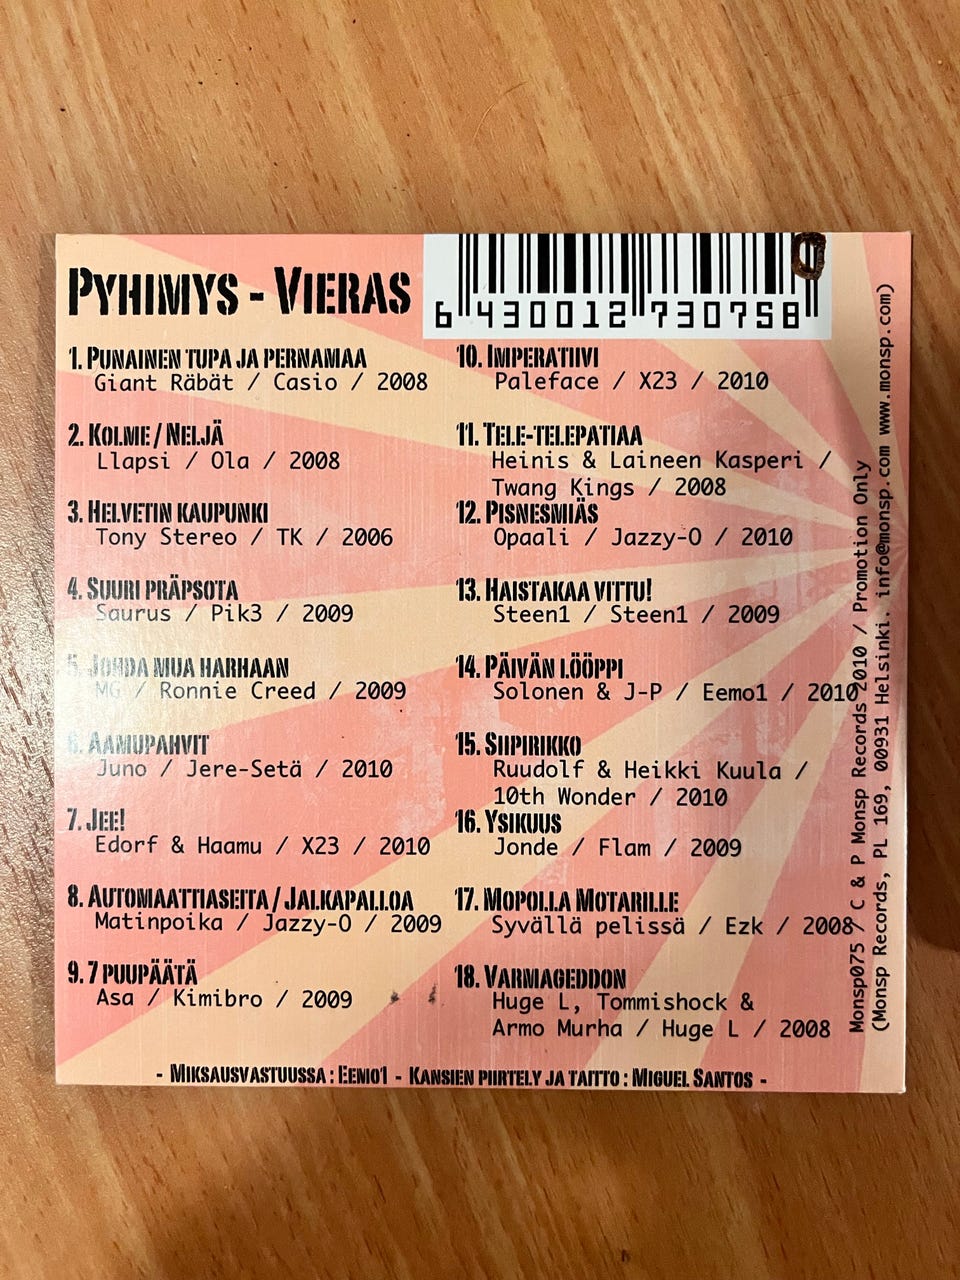 PYHIMYS - VIERAS
6 430012 730758
1. PUNAINEN TUPA JA PERNAMAA
Giant Räbät / Casio / 2008
2. KOLME / NELJÄ
Llapsi / Ola / 2008
3. HELVETIN KAUPUNKI
Tony Stereo / TK / 2006
4. SUURI PRÄPSOTA
Saurus / Pik3 / 2009
5. JOHDA MUA HARHAAN
MG / Ronnie Creed / 2009
6. AAMUPAHVIT
Juno / Jere-Setä / 2010
7. JEE!
Edorf & Haamu / X23 / 2010
8. AUTOMAATTIASEITA / JALKAPALLOA
Matinpoika / Jazzy-O / 2009
9. 7 PUUPÄÄTÄ
Asa / Kimibro / 2009
10. IMPERATIIVI
Paleface / X23 / 2010
11. TELE-TELEPATIAA
Heinis & Laineen Kasperi /
Twang Kings / 2008
12. PISNESMIÄS
Opaali / Jazzy-O / 2010
13. HAISTAKAA VITTU!
Steen1 / Steen1 / 2009
14. PÄIVÄN LÖÖPPI
Solonen & J-P / Eemo1 / 2010
15. SIIPIRIKKO
Ruudolf & Heikki Kuula /
10th Wonder / 2010
16. YSIKUUS
Jonde / Flam / 2009
17. MOPOLLA MOTARILLE
Syvällä pelissä / Ezk / 2008
18. VARMAGEDDON
Huge L, Tommishock &
Armo Murha / Huge L / 2008
- MIKSAUSVASTUUSSA : EEMO1 - KANSIEN PIIRTELY JA TAITTO : MIGUEL SANTOS -
Monsp075 / C & P Monsp Records 2010 / Promotion Only
(Monsp Records, PL 169, 00931 Helsinki. info@monsp.com www.monsp.com)